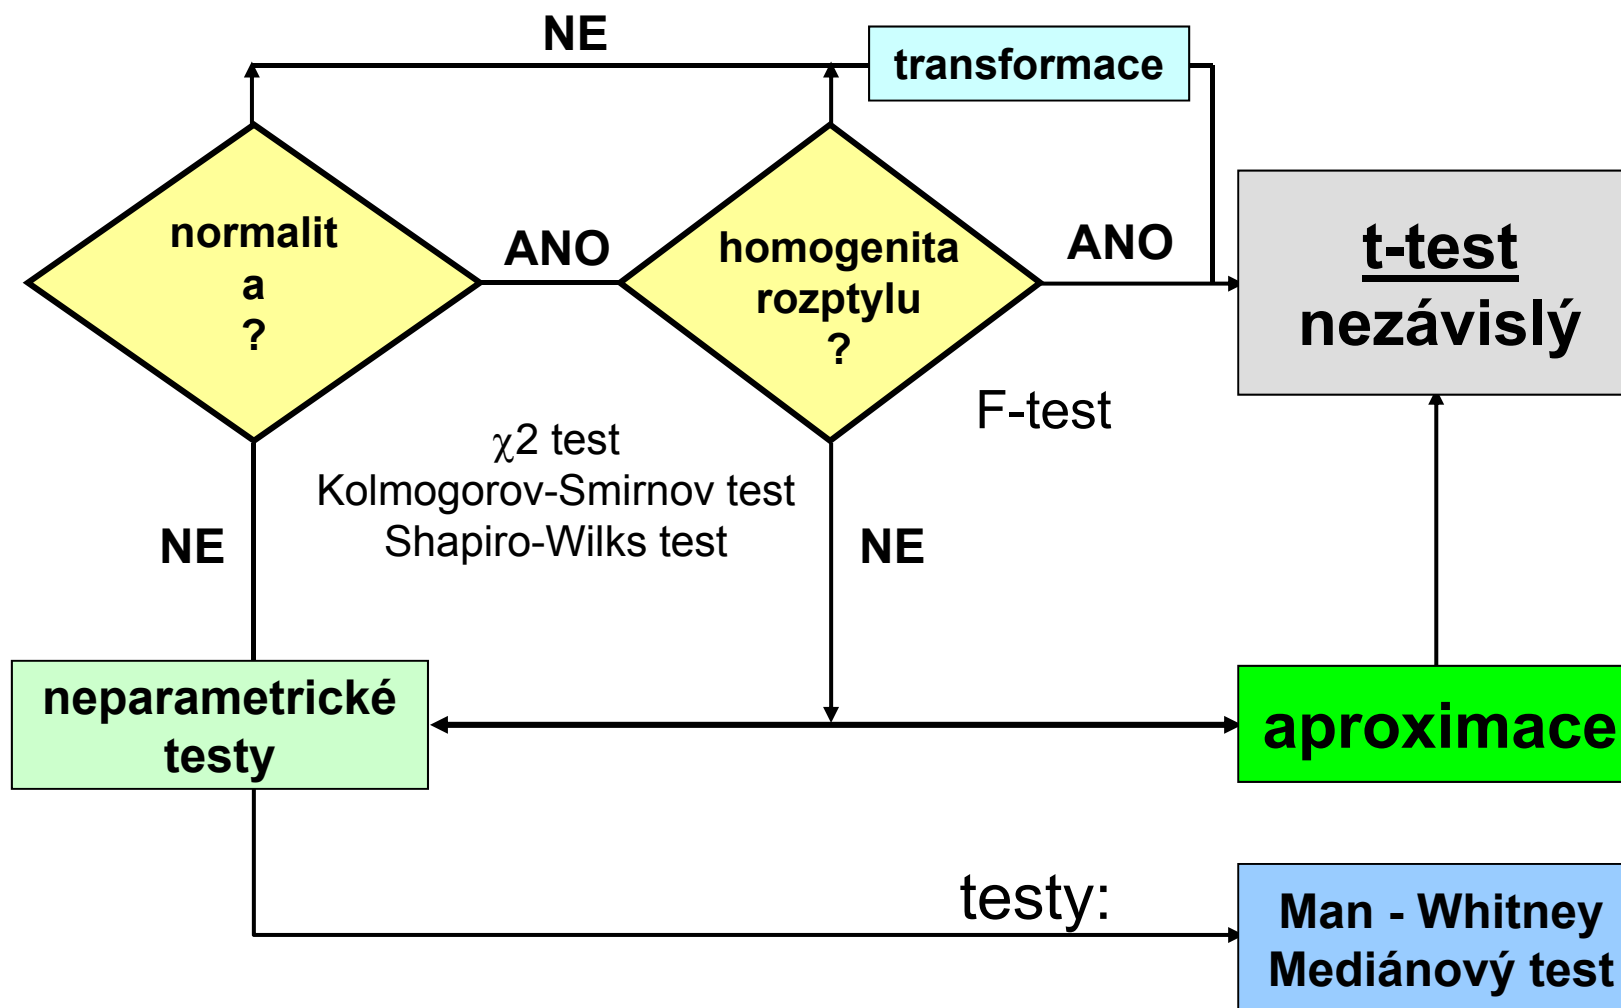 NE
transformace
normalit
a
?
ANO
homogenita
rozptylu
?
ANO
t-test
nezávislý
F-test
χ2 test
Kolmogorov-Smirnov test
Shapiro-Wilks test
NE
NE
neparametrické
testy
aproximace
testy:
Man - Whitney
Mediánový test